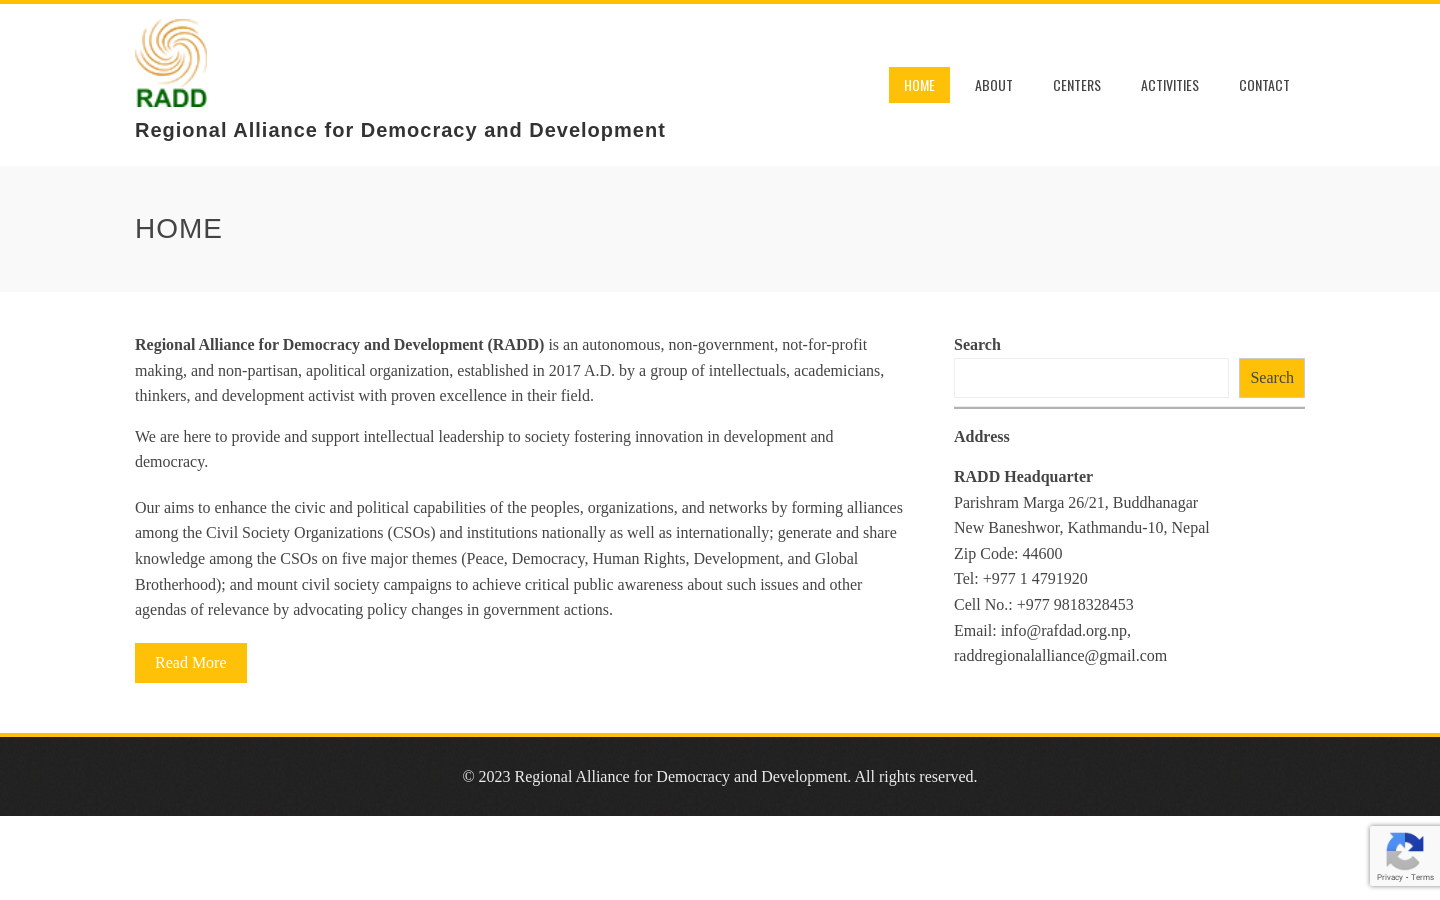 RADD
Regional Alliance for Democracy and Development
HOME
ABOUT
CENTERS
ACTIVITIES
CONTACT
HOME
Regional Alliance for Democracy and Development (RADD) is an autonomous, non-government, not-for-profit
making, and non-partisan, apolitical organization, established in 2017 A.D. by a group of intellectuals, academicians,
thinkers, and development activist with proven excellence in their field.
We are here to provide and support intellectual leadership to society fostering innovation in development and
democracy.
Our aims to enhance the civic and political capabilities of the peoples, organizations, and networks by forming alliances
among the Civil Society Organizations (CSOs) and institutions nationally as well as internationally; generate and share
knowledge among the CSOs on five major themes (Peace, Democracy, Human Rights, Development, and Global
Brotherhood); and mount civil society campaigns to achieve critical public awareness about such issues and other
agendas of relevance by advocating policy changes in government actions.
Read More
Search
Search
Address
RADD Headquarter
Parishram Marga 26/21, Buddhanagar
New Baneshwor, Kathmandu-10, Nepal
Zip Code: 44600
Tel: +977 1 4791920
Cell No.: +977 9818328453
Email: info@rafdad.org.np,
raddregionalalliance@gmail.com
© 2023 Regional Alliance for Democracy and Development. All rights reserved.
Privacy - Terms